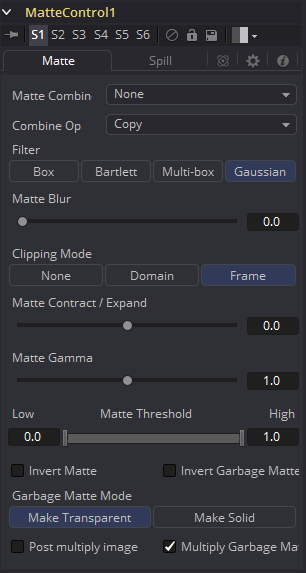 MatteControl1
S1 S2 S3 S4 S5 S6
Matte Spill
Matte Combin None
Combine Op Copy
Filter
Box Bartlett Multi-box Gaussian
Matte Blur
0.0
Clipping Mode
None Domain Frame
Matte Contract / Expand
0.0
Matte Gamma
1.0
Low Matte Threshold High
0.0 1.0
Invert Matte Invert Garbage Matte
Garbage Matte Mode
Make Transparent Make Solid
Post multiply image Multiply Garbage Ma